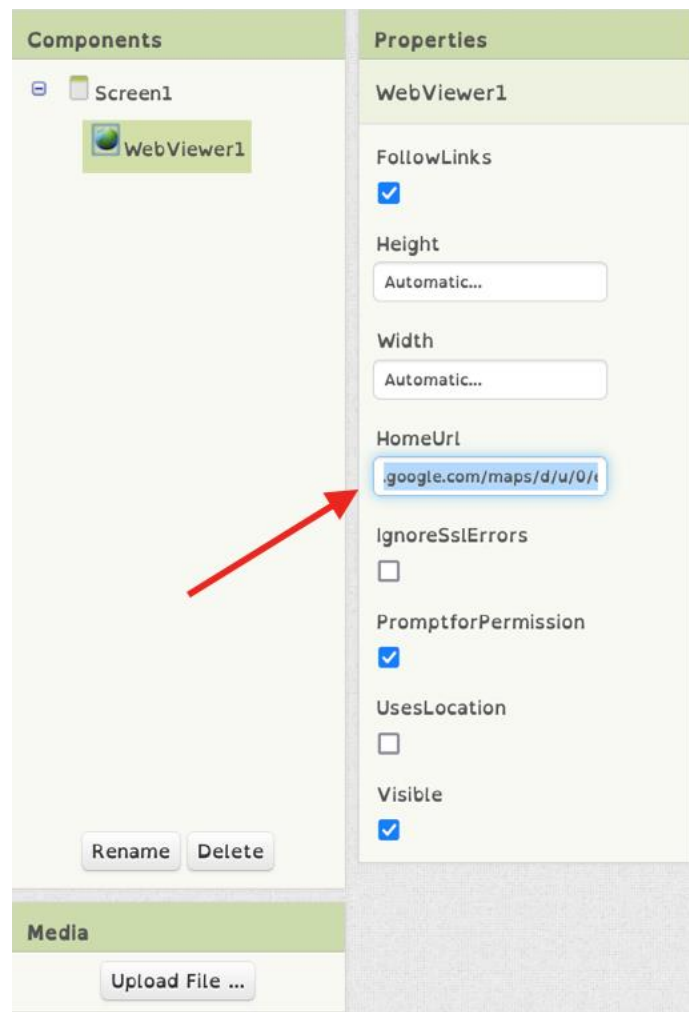 Components
Screen1
WebViewer1
Rename Delete
Media
Upload File ...
Properties
WebViewer1
FollowLinks
Height
Automatic...
Width
Automatic...
HomeUrl
.google.com/maps/d/u/0/
IgnoreSslErrors
PromptforPermission
UsesLocation
Visible